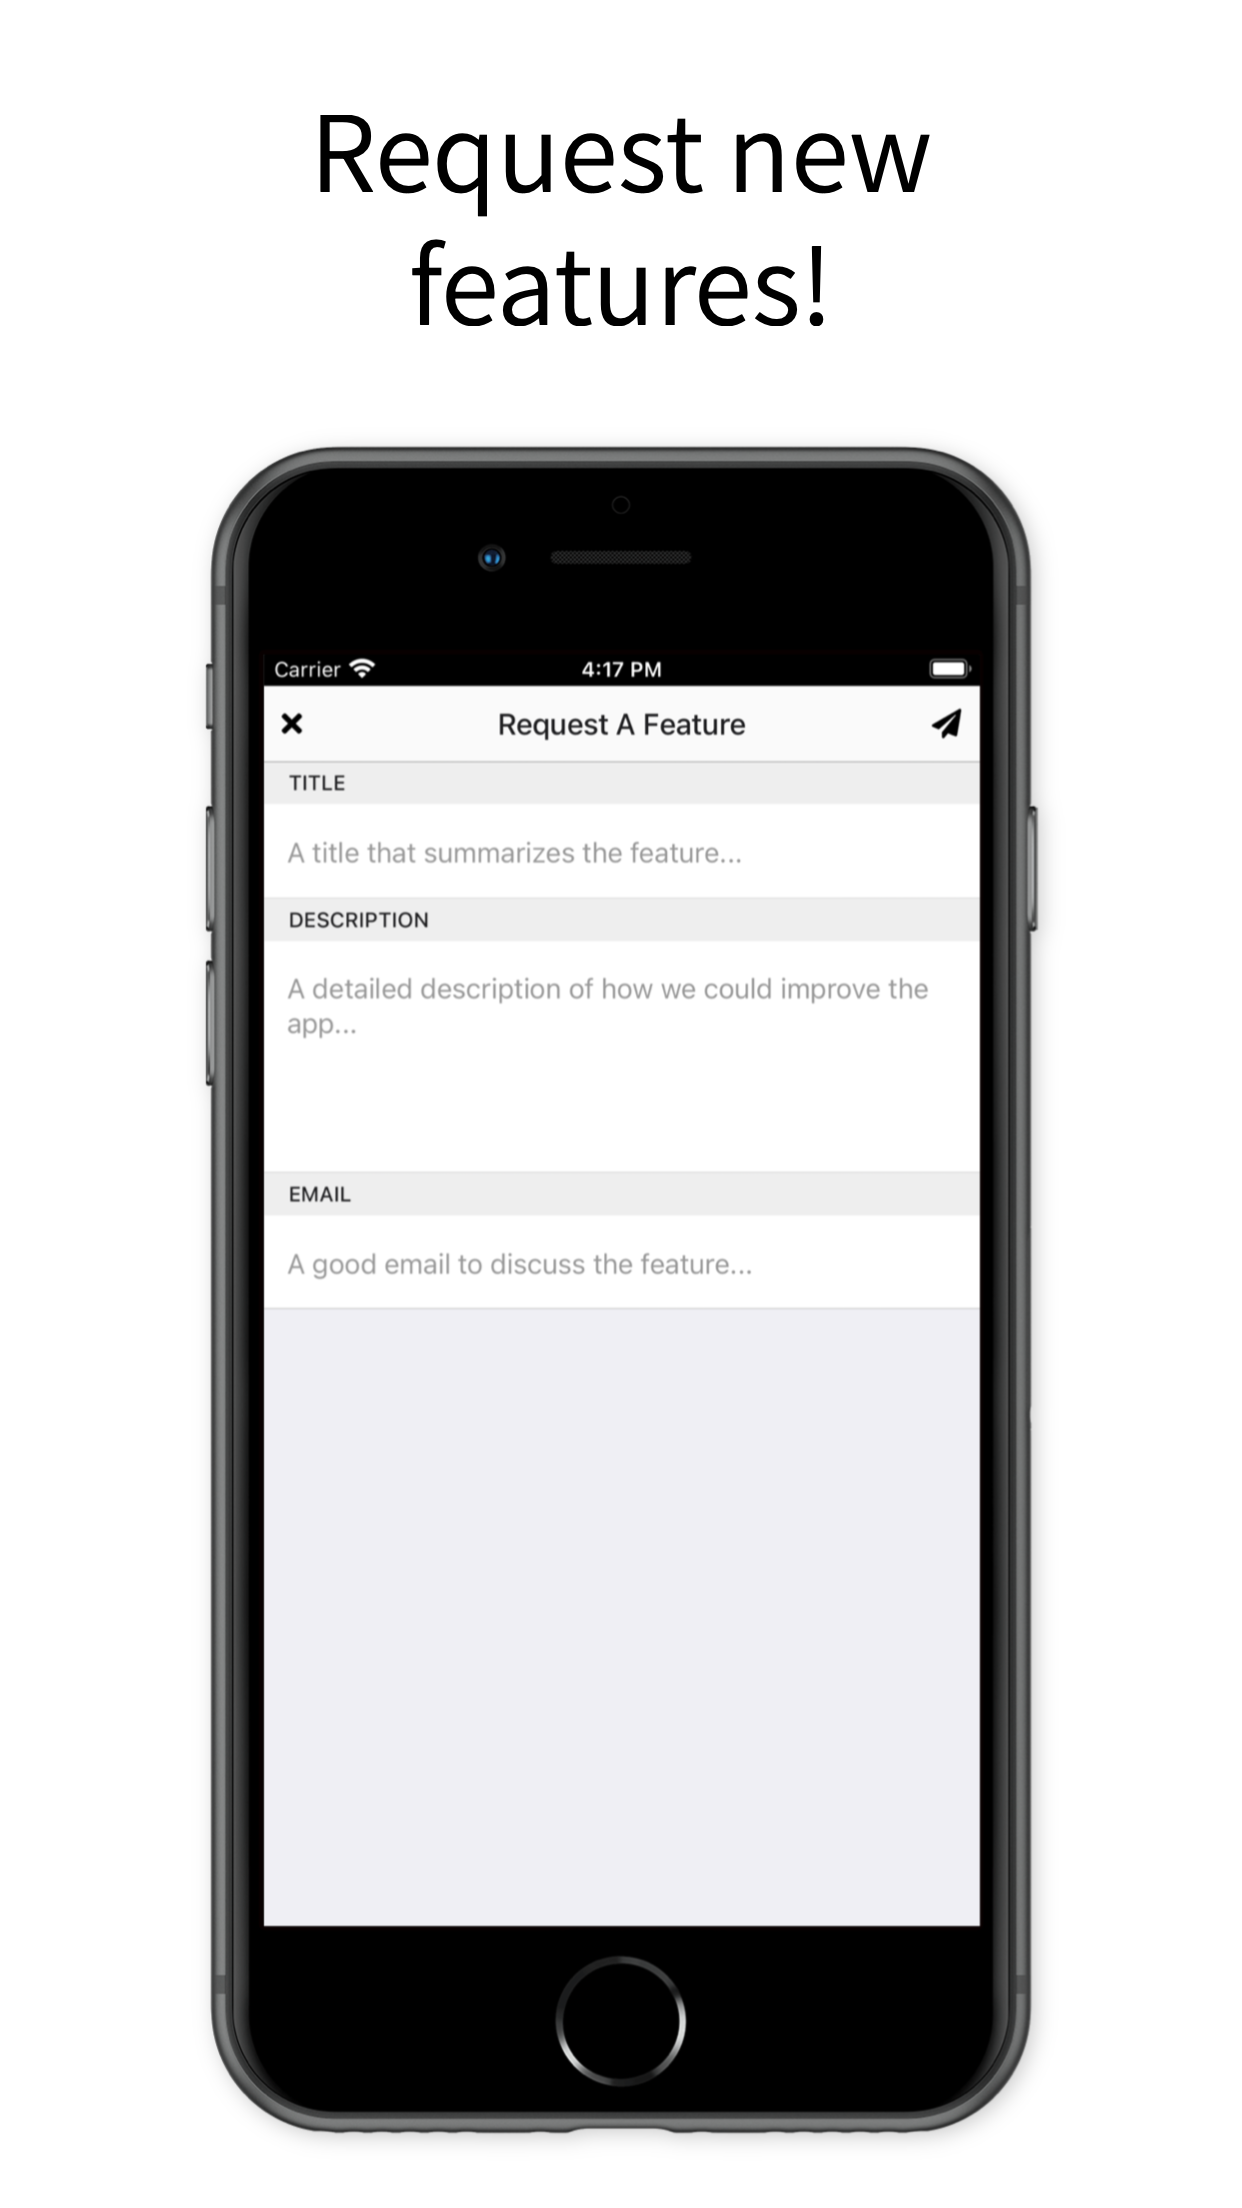 Request new
features!
Carrier
4:17 PM
Request A Feature
TITLE
A title that summarizes the feature...
DESCRIPTION
A detailed description of how we could improve the
app...
EMAIL
A good email to discuss the feature...